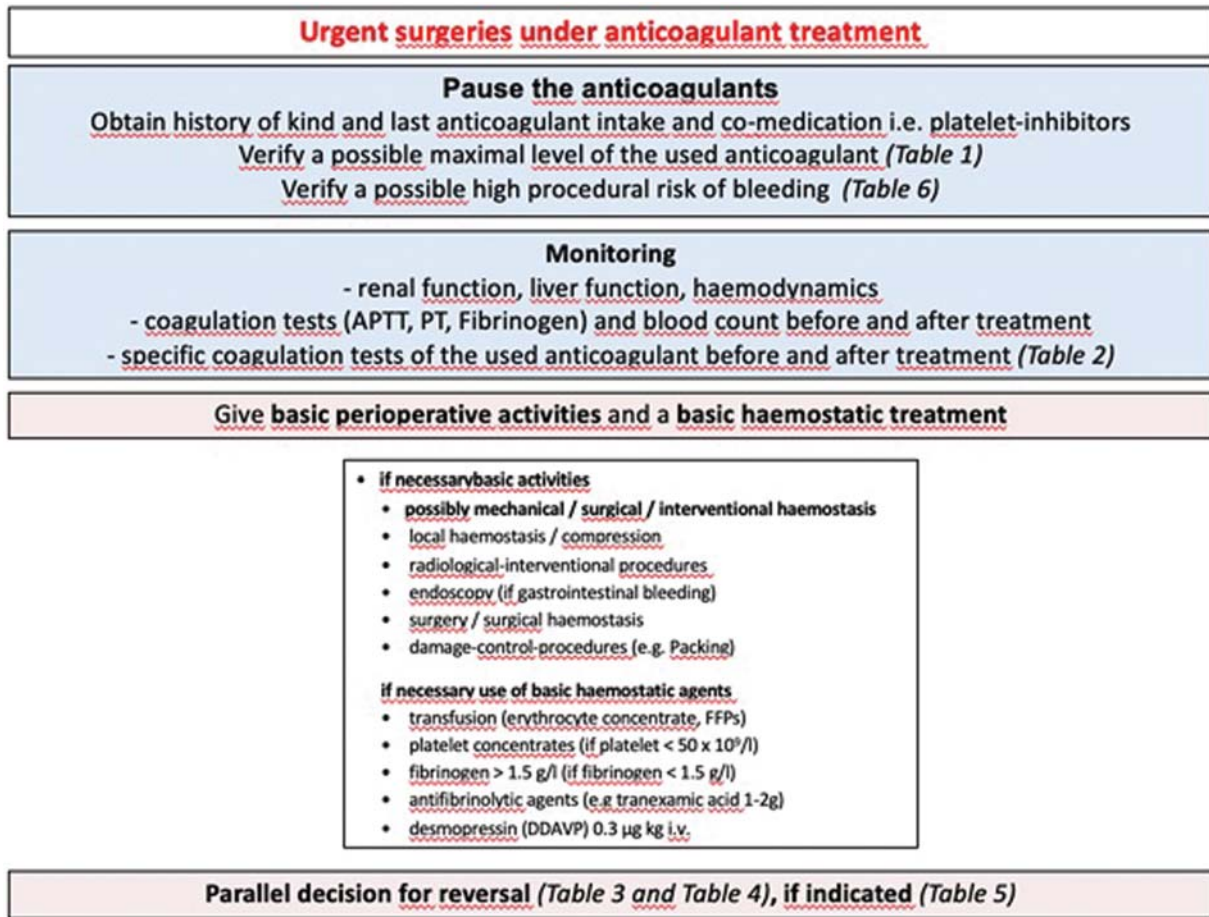 Urgent surgeries under anticoagulant treatment
Pause the anticoagulants
Obtain history of kind and last anticoagulant intake and co-medication i.e. platelet-inhibitors
Verify a possible maximal level of the used anticoagulant (Table 1)
Verify a possible high procedural risk of bleeding (Table 6)
Monitoring
- renal function, liver function, haemodynamics
- coagulation tests (APTT, PT, Fibrinogen) and blood count before and after treatment
- specific coagulation tests of the used anticoagulant before and after treatment (Table 2)
Give basic perioperative activities and a basic haemostatic treatment
• if necessarybasic activities
• possibly mechanical / surgical / interventional haemostasis
• local haemostasis / compression
• radiological-interventional procedures
• endoscopy (if gastrointestinal bleeding)
• surgery / surgical haemostasis
• damage-control-procedures (e.g. Packing)
if necessary use of basic haemostatic agents
• transfusion (erythrocyte concentrate, FFPs)
• platelet concentrates (if platelet < 50 x 10⁹/l)
• fibrinogen > 1.5 g/l (if fibrinogen < 1.5 g/l)
• antifibrinolytic agents (e.g tranexamic acid 1-2g)
• desmopressin (DDAVP) 0.3 µg kg i.v.
Parallel decision for reversal (Table 3 and Table 4), if indicated (Table 5)